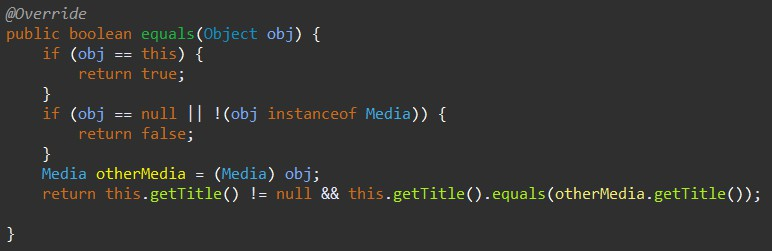 @Override
public boolean equals(Object obj) {
    if (obj == this) {
        return true;
    }
    if (obj == null || !(obj instanceof Media)) {
        return false;
    }
    Media otherMedia = (Media) obj;
    return this.getTitle() != null && this.getTitle().equals(otherMedia.getTitle());

}